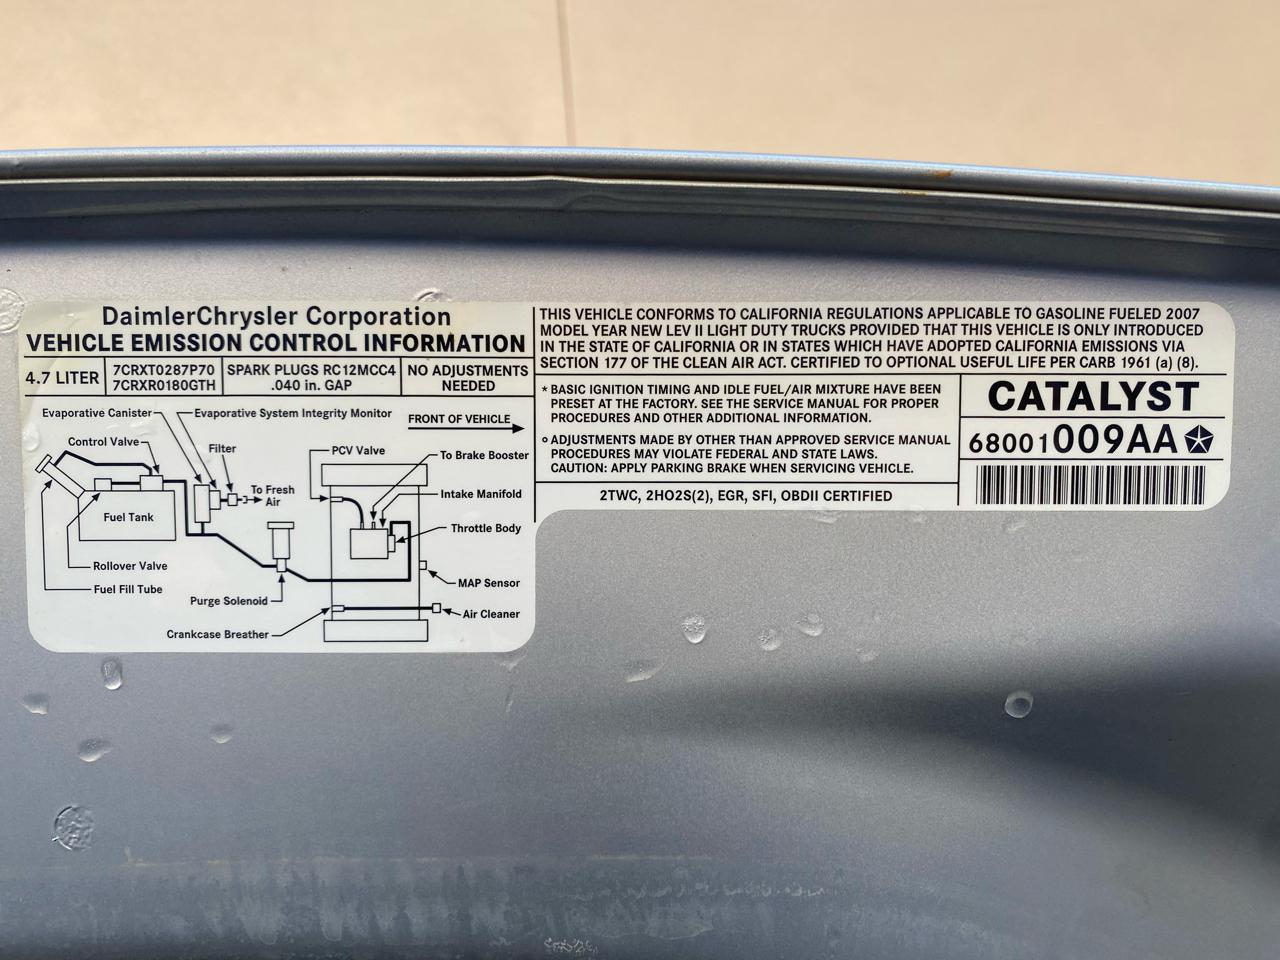 DaimlerChrysler Corporation
VEHICLE EMISSION CONTROL INFORMATION
4.7 LITER
7CRXT0287P70
7CRXR0180GTH
SPARK PLUGS RC12MCC4
.040 in. GAP
NO ADJUSTMENTS
NEEDED
Evaporative Canister
Evaporative System Integrity Monitor
FRONT OF VEHICLE
Control Valve
Filter
PCV Valve
To Brake Booster
To Fresh
Air
Intake Manifold
Fuel Tank
Throttle Body
Rollover Valve
Fuel Fill Tube
MAP Sensor
Purge Solenoid
Air Cleaner
Crankcase Breather
THIS VEHICLE CONFORMS TO CALIFORNIA REGULATIONS APPLICABLE TO GASOLINE FUELED 2007
MODEL YEAR NEW LEV II LIGHT DUTY TRUCKS PROVIDED THAT THIS VEHICLE IS ONLY INTRODUCED
IN THE STATE OF CALIFORNIA OR IN STATES WHICH HAVE ADOPTED CALIFORNIA EMISSIONS VIA
SECTION 177 OF THE CLEAN AIR ACT. CERTIFIED TO OPTIONAL USEFUL LIFE PER CARB 1961 (a) (8).
* BASIC IGNITION TIMING AND IDLE FUEL/AIR MIXTURE HAVE BEEN
PRESET AT THE FACTORY. SEE THE SERVICE MANUAL FOR PROPER
PROCEDURES AND OTHER ADDITIONAL INFORMATION.
° ADJUSTMENTS MADE BY OTHER THAN APPROVED SERVICE MANUAL
PROCEDURES MAY VIOLATE FEDERAL AND STATE LAWS.
CAUTION: APPLY PARKING BRAKE WHEN SERVICING VEHICLE.
2TWC, 2HO2S(2), EGR, SFI, OBDII CERTIFIED
CATALYST
68001009AA